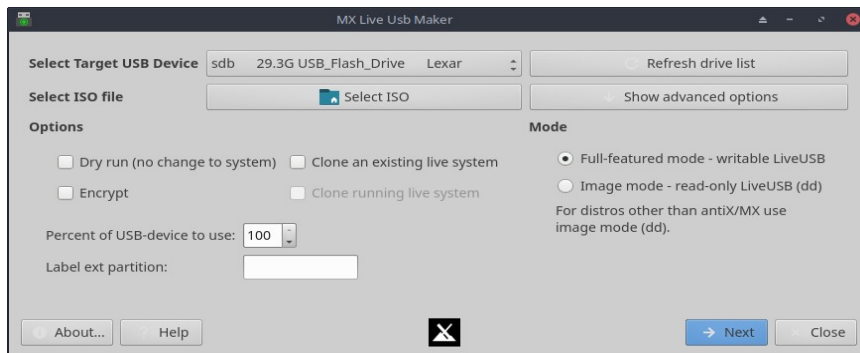 MX Live Usb Maker
Select Target USB Device sdb 29.3G USB_Flash_Drive Lexar Refresh drive list
Select ISO file Select ISO Show advanced options
Options Mode
Dry run (no change to system) Clone an existing live system Full-featured mode - writable LiveUSB
Encrypt Clone running live system Image mode - read-only LiveUSB (dd)
For distros other than antiX/MX use
Percent of USB-device to use: 100 image mode (dd).
Label ext partition:
About... Help Next Close